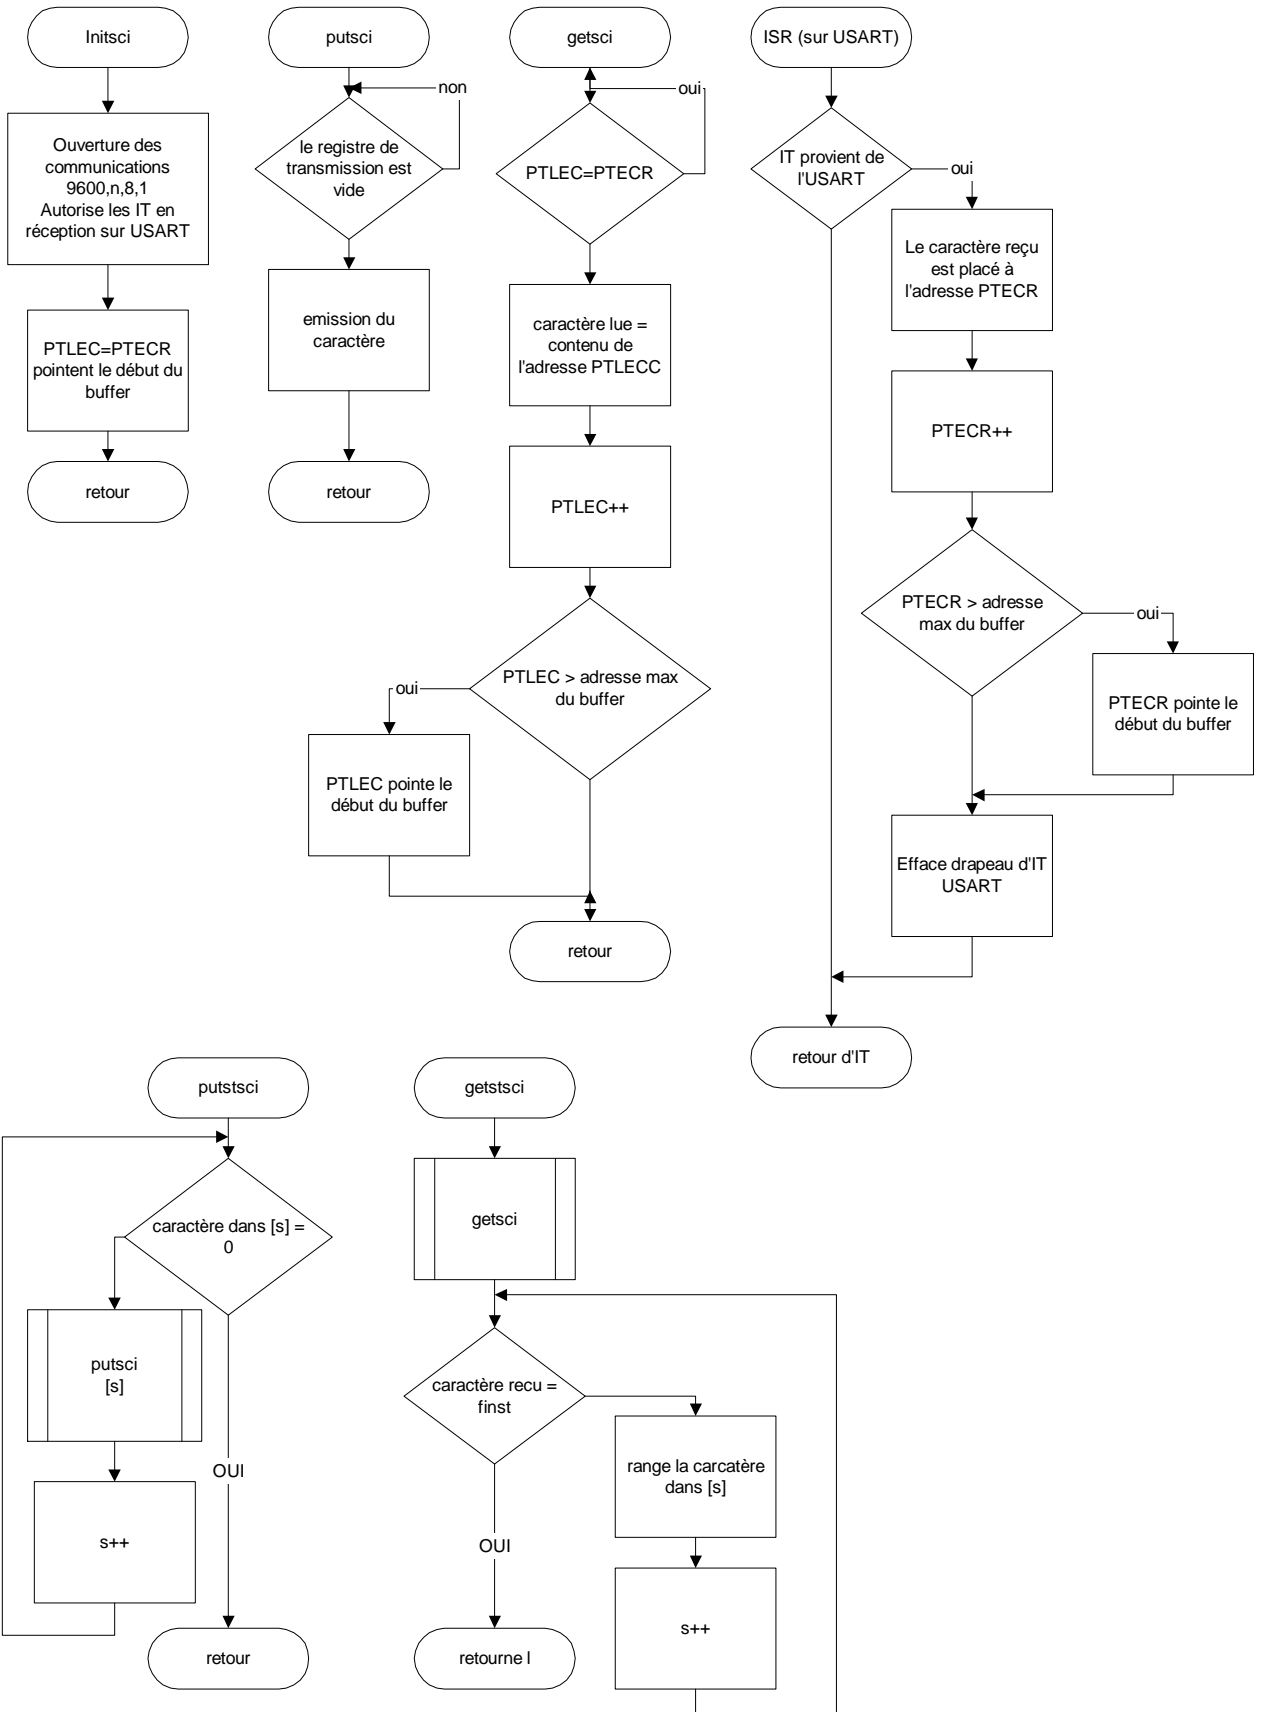 Initsci
Ouverture des
communications
9600,n,8,1
Autorise les IT en
réception sur USART
PTLEC=PTECR
pointent le début du
buffer
retour
putsci
non
le registre de
transmission est
vide
emission du
caractère
retour
getsci
oui
PTLEC=PTECR
caractère lue =
contenu de
l'adresse PTLECC
PTLEC++
PTLEC > adresse max
du buffer
oui
PTLEC pointe le
début du buffer
retour
ISR (sur USART)
IT provient de
l'USART
oui
Le caractère reçu
est placé à
l'adresse PTECR
PTECR++
PTECR > adresse
max du buffer
oui
PTECR pointe le
début du buffer
Efface drapeau d'IT
USART
retour d'IT
putstsci
caractère dans [s] =
0
putsci
[s]
s++
OUI
retour
getstsci
getsci
caractère recu =
finst
range la carcatère
dans [s]
s++
OUI
retourne l